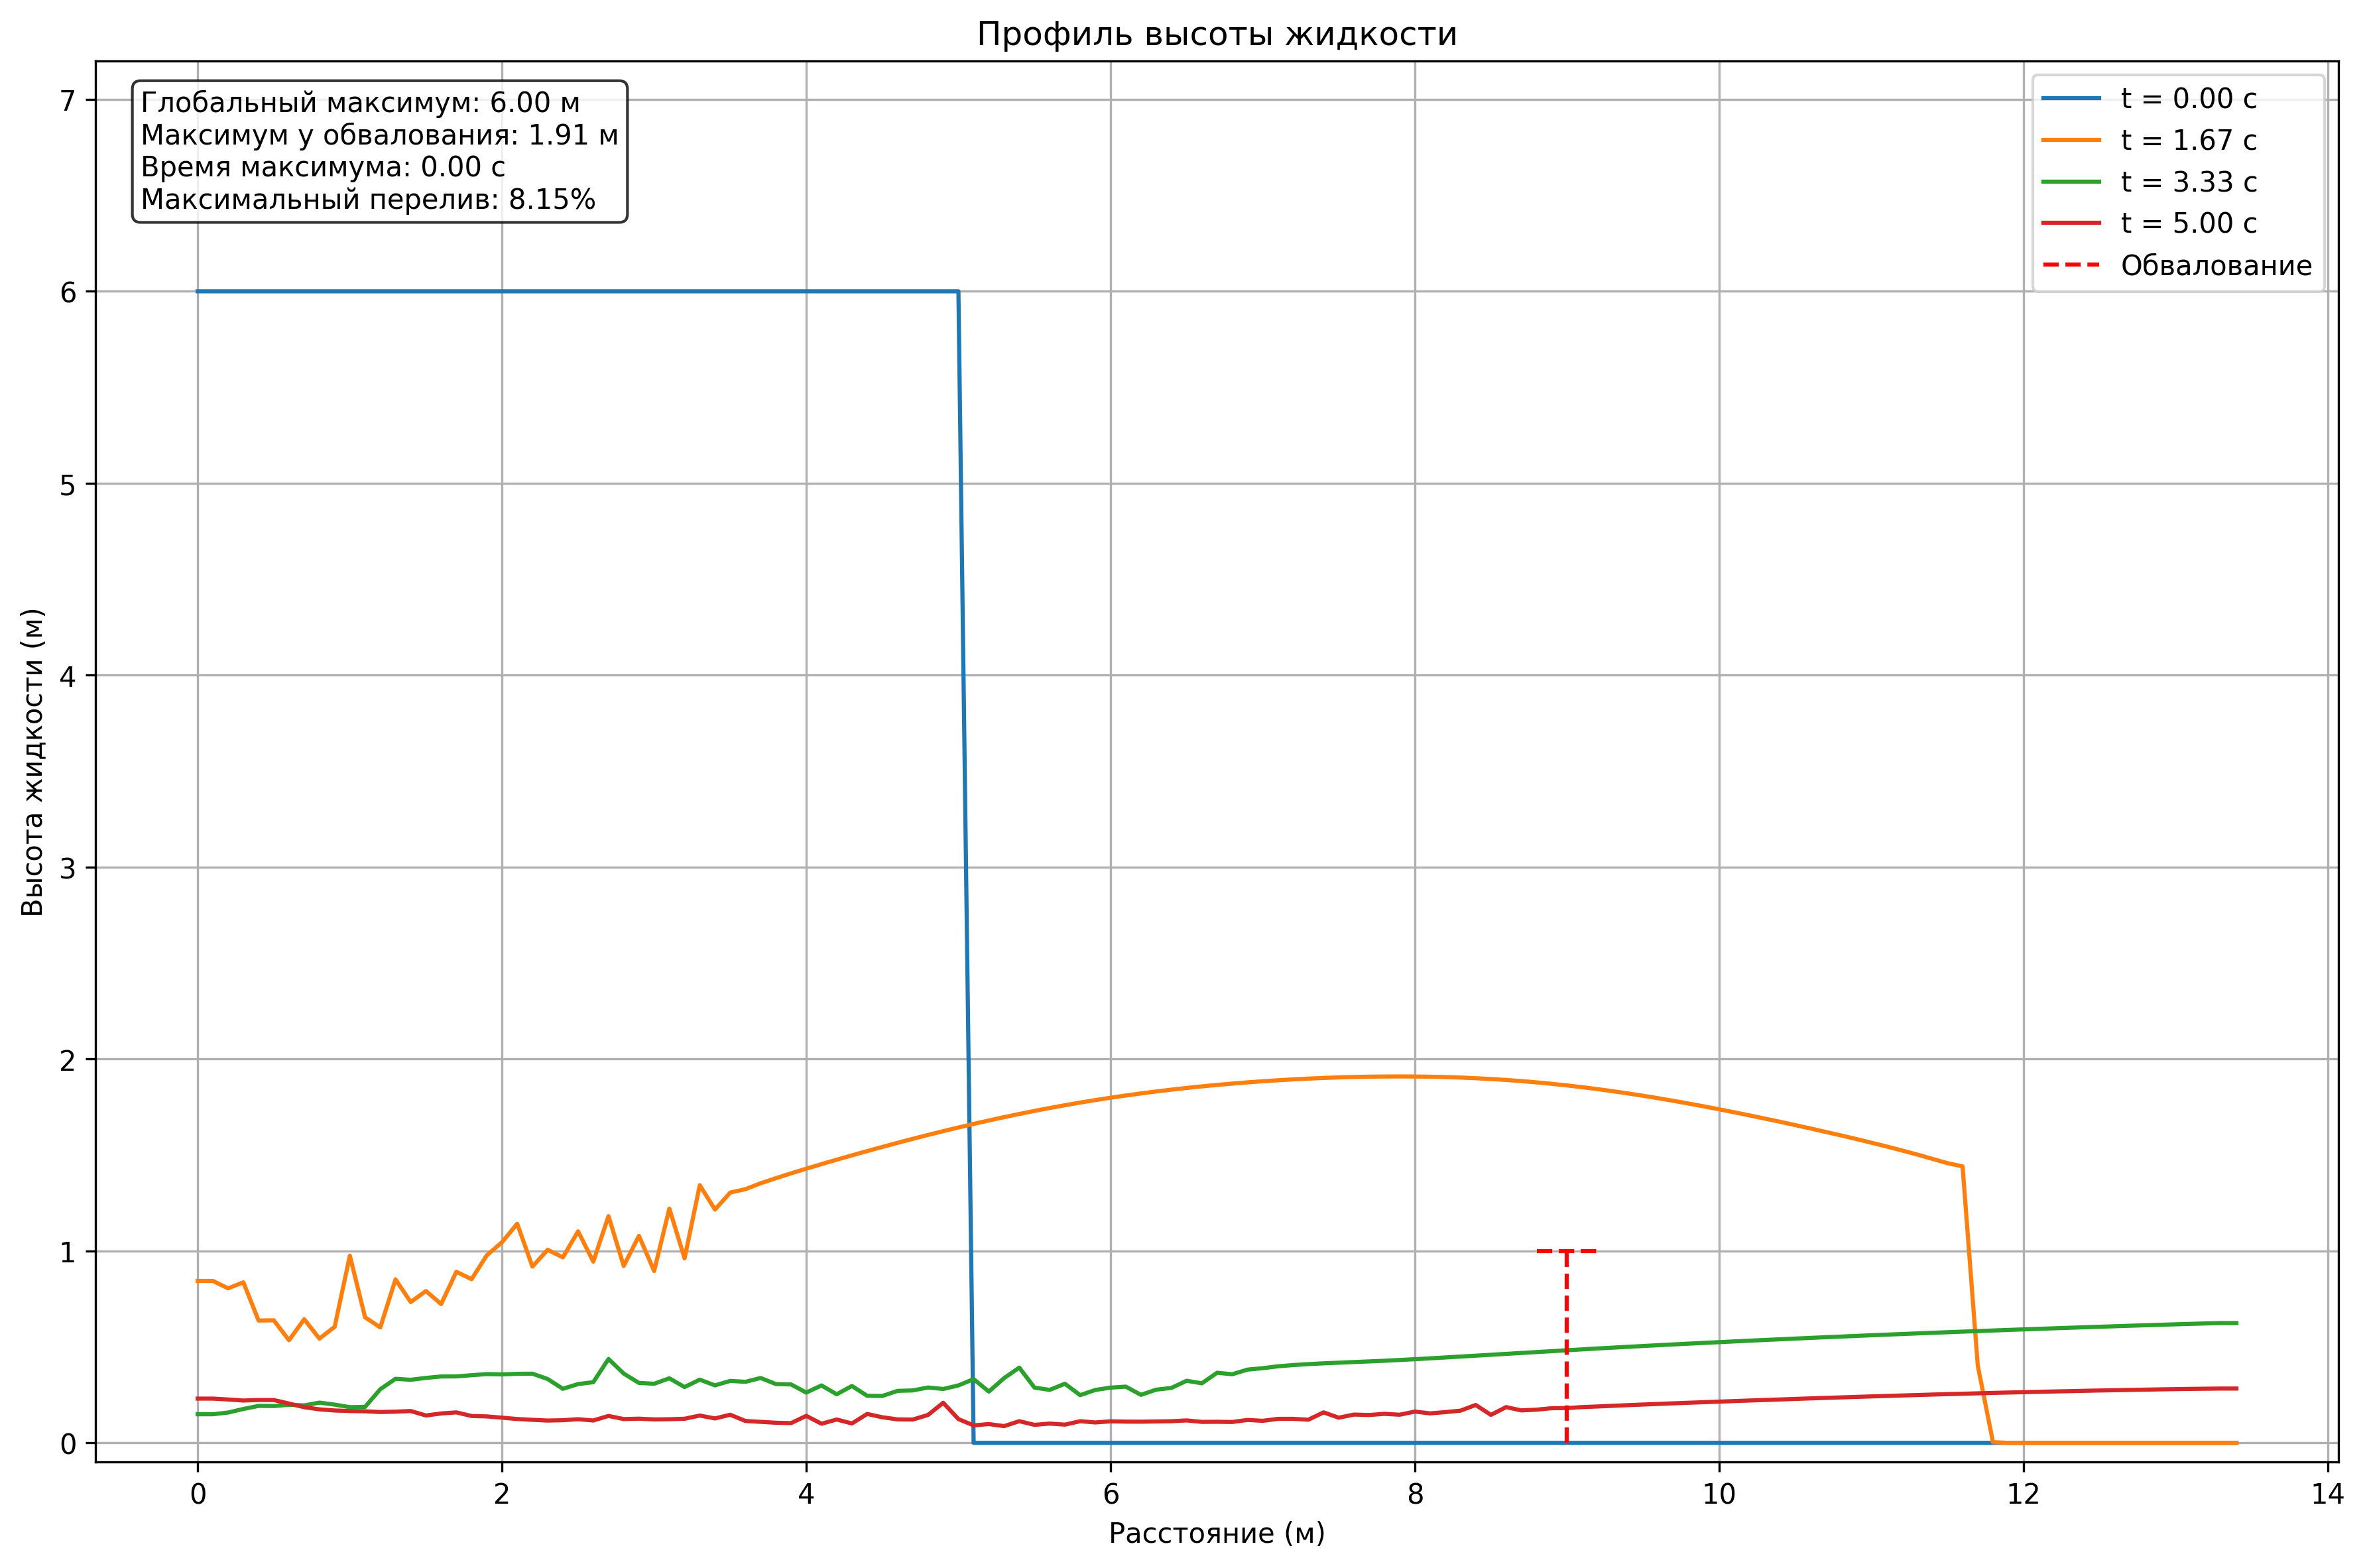 Профиль высоты жидкости
Глобальный максимум: 6.00 м
Максимум у обвалования: 1.91 м
Время максимума: 0.00 с
Максимальный перелив: 8.15%
t = 0.00 с
t = 1.67 с
t = 3.33 с
t = 5.00 с
Обвалование
Высота жидкости (м)
7
6
5
4
3
2
1
0
0 2 4 6 8 10 12 14
Расстояние (м)